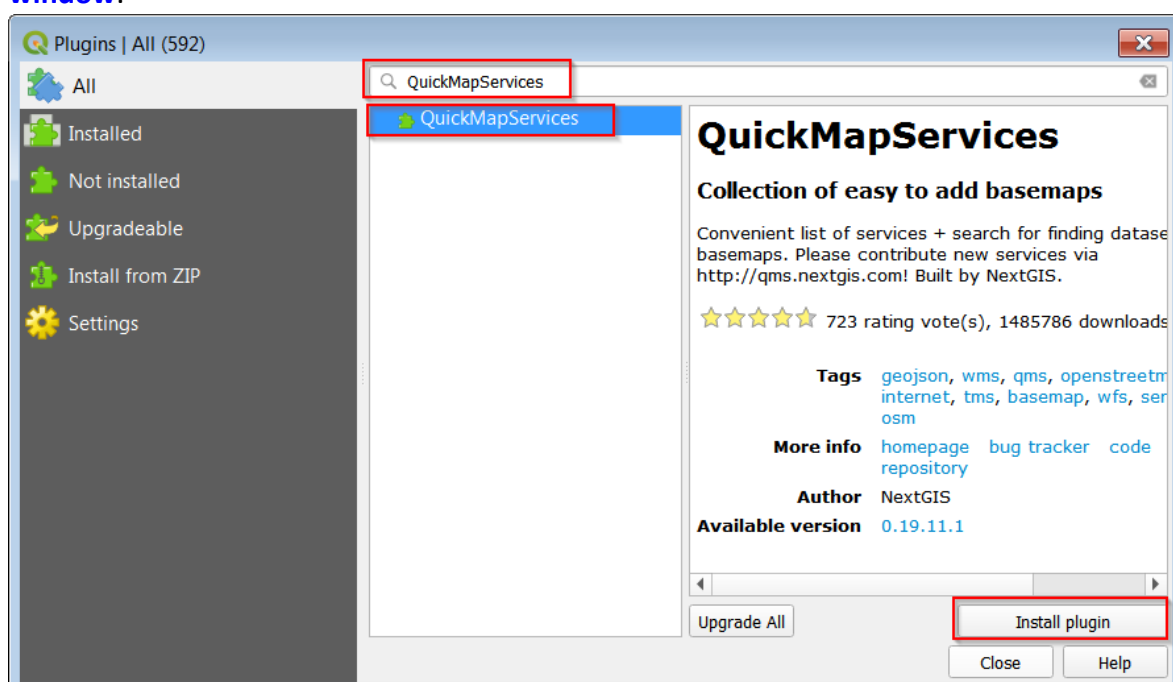 window.
Plugins | All (592)
All
Installed
Not installed
Upgradeable
Install from ZIP
Settings
QuickMapServices
QuickMapServices
QuickMapServices
Collection of easy to add basemaps
Convenient list of services + search for finding datase
basemaps. Please contribute new services via
http://qms.nextgis.com! Built by NextGIS.
723 rating vote(s), 1485786 downloads
Tags geojson, wms, qms, openstreetm
internet, tms, basemap, wfs, ser
osm
More info homepage bug tracker code
repository
Author NextGIS
Available version 0.19.11.1
Upgrade All
Install plugin
Close
Help